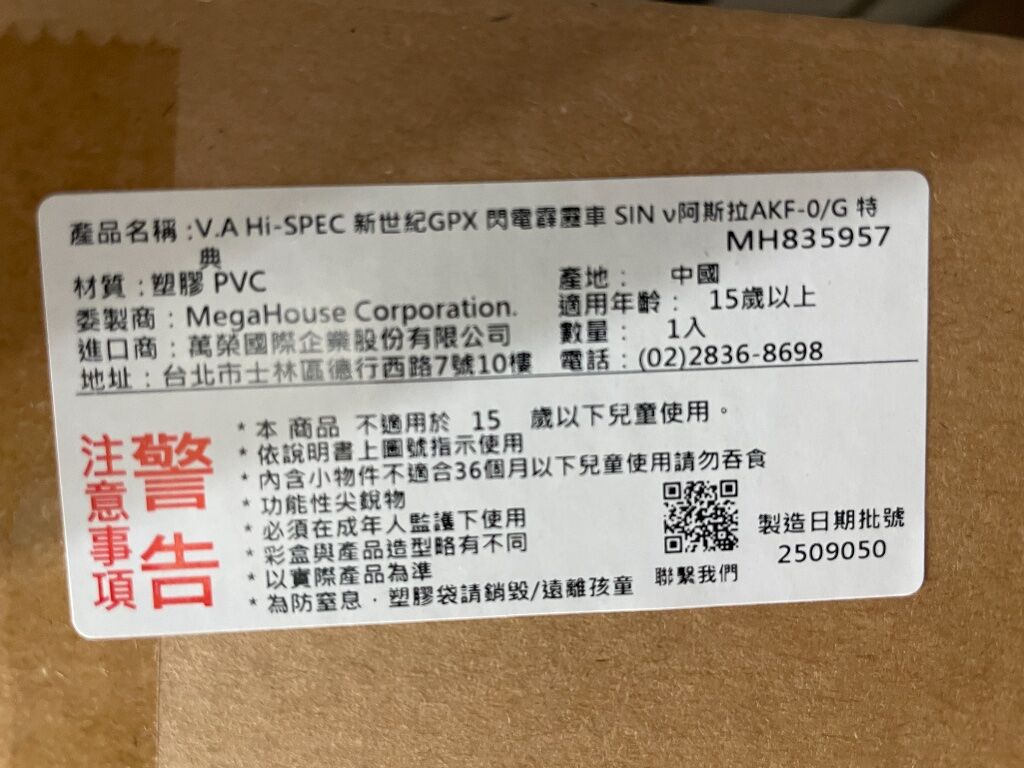 產品名稱:V.A Hi-SPEC 新世紀GPX 閃電霹靂車 SIN ν阿斯拉AKF-0/G 特典
MH835957
材質:塑膠 PVC
產地: 中國
委製商:MegaHouse Corporation.
適用年齡: 15歲以上
進口商:萬榮國際企業股份有限公司
數量: 1入
地址:台北市士林區德行西路7號10樓
電話:(02)2836-8698
警告
注意事項
*本 商品 不適用於 15 歲以下兒童使用。
*依說明書上圖號指示使用
*內含小物件不適合36個月以下兒童使用請勿吞食
*功能性尖銳物
*必須在成年人監護下使用
*彩盒與產品造型略有不同
*以實際產品為準
*為防窒息,塑膠袋請銷毀/遠離孩童
聯繫我們
製造日期批號
2509050